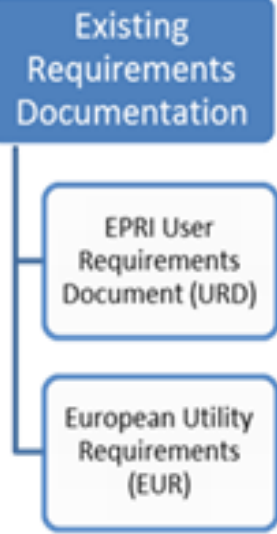 Existing
Requirements
Documentation
EPRI User
Requirements
Document (URD)
European Utility
Requirements
(EUR)